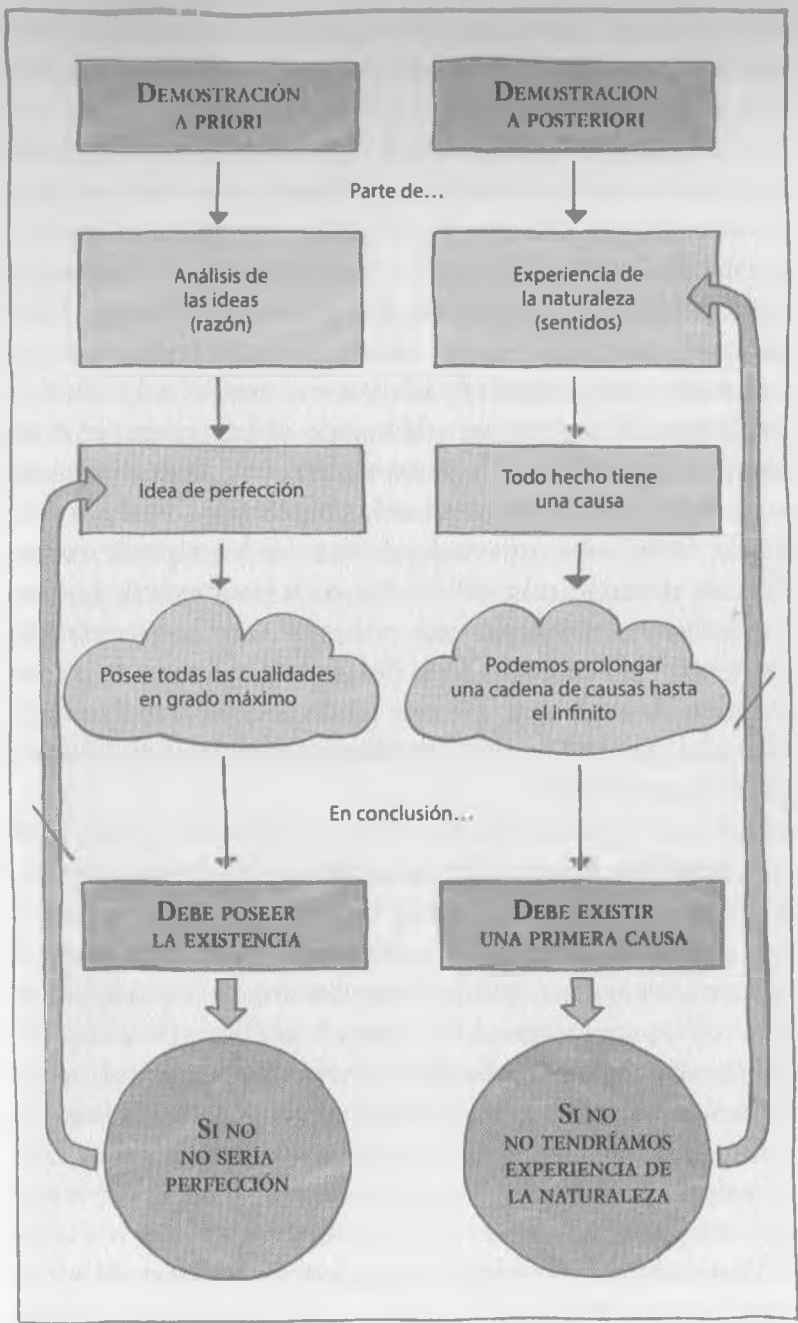 DEMOSTRACIÓN
A PRIORI
DEMOSTRACION
A POSTERIORI
Parte de...
Análisis de
las ideas
(razón)
Experiencia de
la naturaleza
(sentidos)
Idea de perfección
Todo hecho tiene
una causa
Posee todas las cualidades
en grado máximo
Podemos prolongar
una cadena de causas hasta
el infinito
En conclusión...
DEBE POSEER
LA EXISTENCIA
DEBE EXISTIR
UNA PRIMERA CAUSA
SI NO
NO SERÍA
PERFECCIÓN
SI NO
NO TENDRÍAMOS
EXPERIENCIA DE
LA NATURALEZA